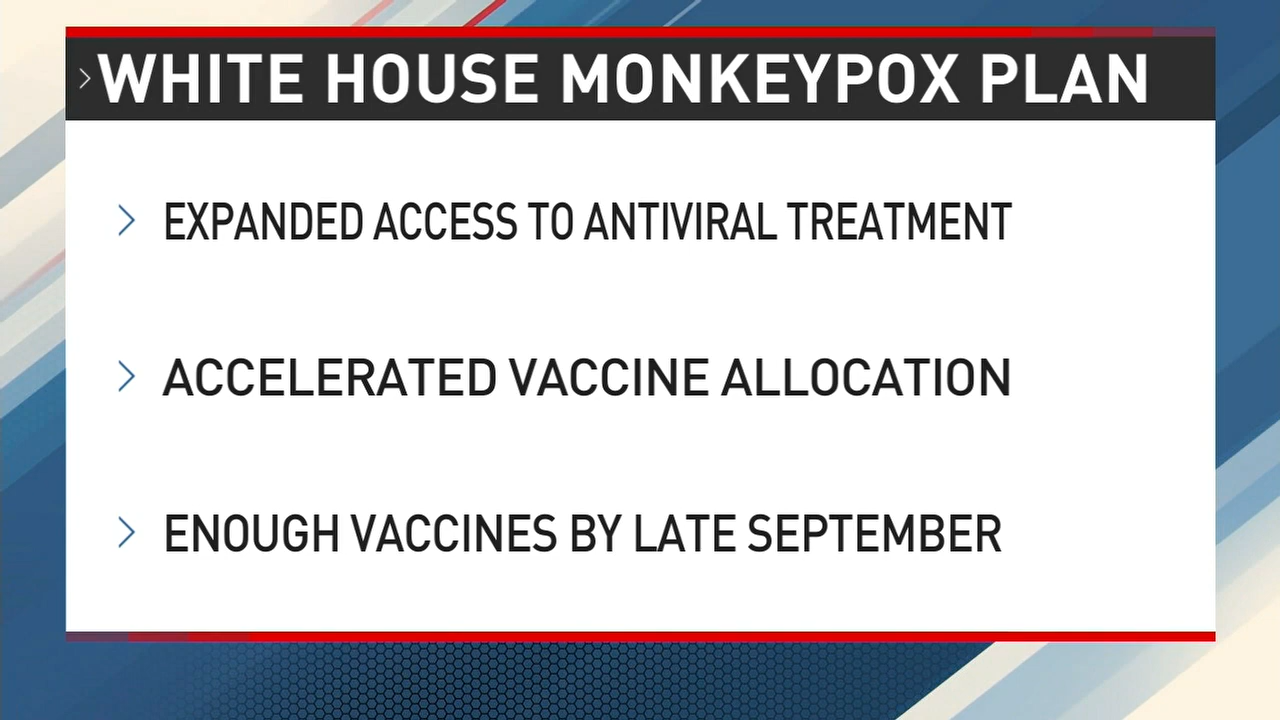 WHITE HOUSE MONKEYPOX PLAN
EXPANDED ACCESS TO ANTIVIRAL TREATMENT
ACCELERATED VACCINE ALLOCATION
ENOUGH VACCINES BY LATE SEPTEMBER